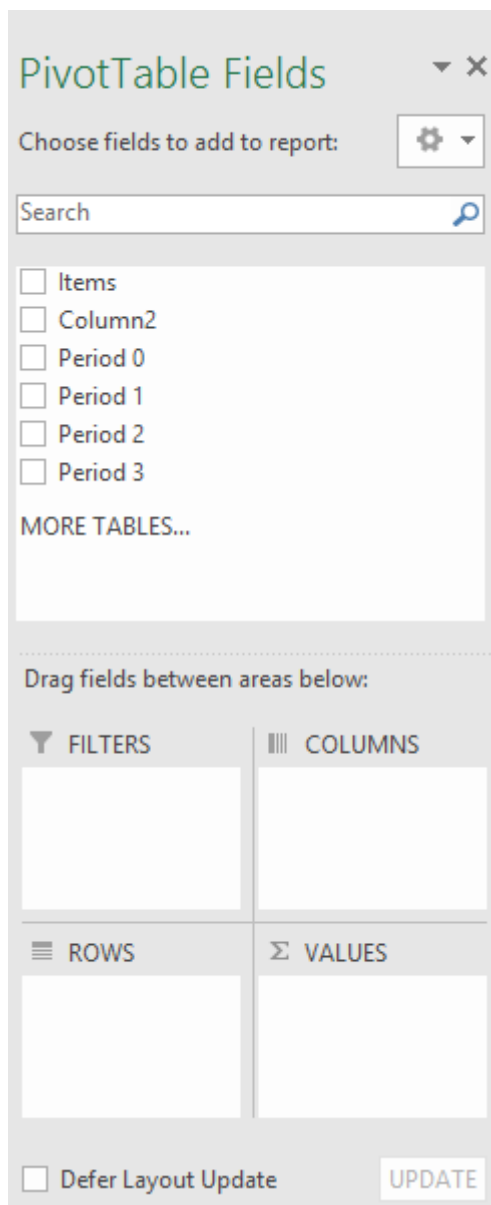 PivotTable Fields
Choose fields to add to report:
Search
Items
Column2
Period 0
Period 1
Period 2
Period 3
MORE TABLES...
Drag fields between areas below:
FILTERS
COLUMNS
ROWS
Σ VALUES
Defer Layout Update
UPDATE